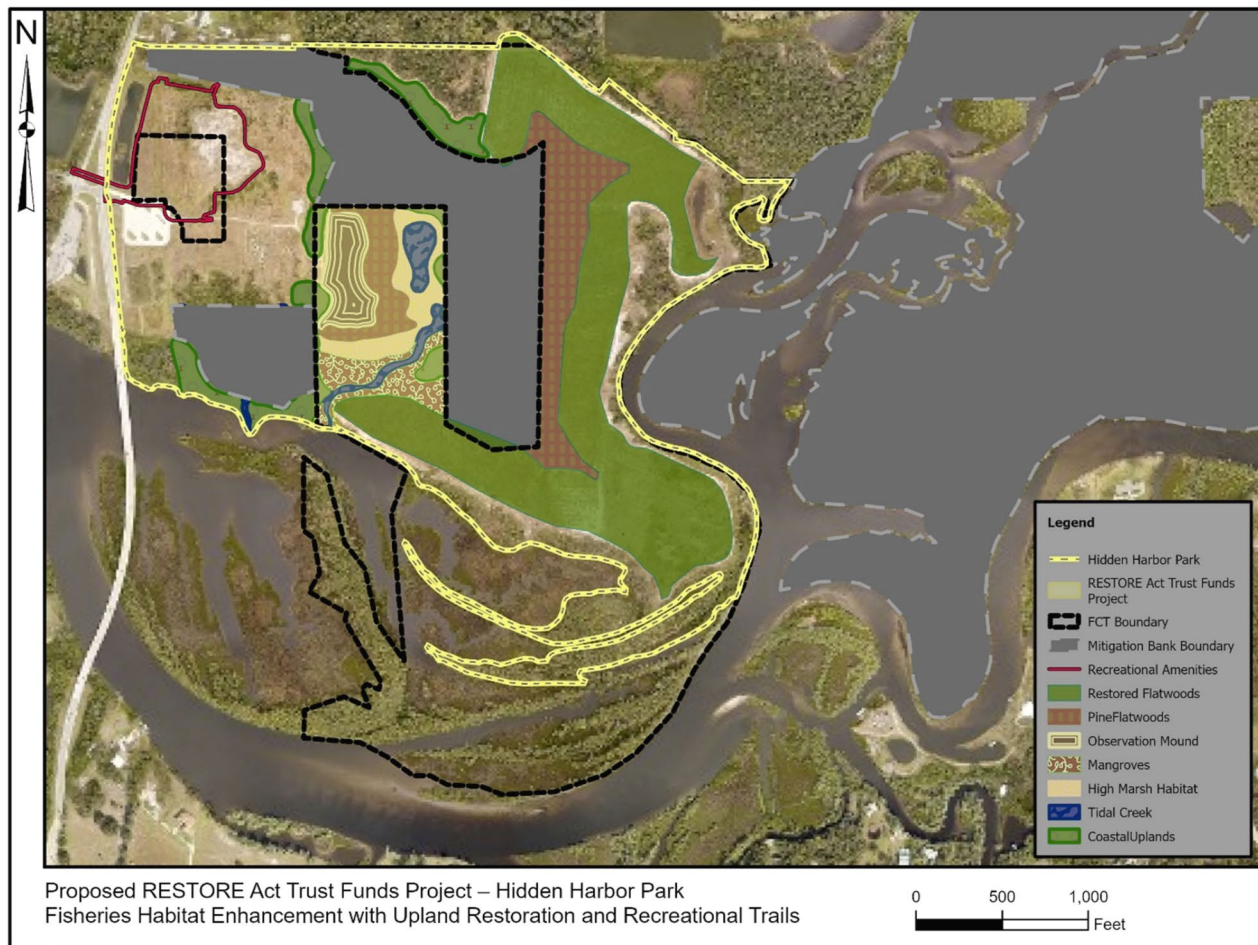 N
Legend
Hidden Harbor Park
RESTORE Act Trust Funds
Project
FCT Boundary
Mitigation Bank Boundary
Recreational Amenities
Restored Flatwoods
PineFlatwoods
Observation Mound
Mangroves
High Marsh Habitat
Tidal Creek
CoastalUplands
Proposed RESTORE Act Trust Funds Project – Hidden Harbor Park
Fisheries Habitat Enhancement with Upland Restoration and Recreational Trails
0 500 1,000
Feet